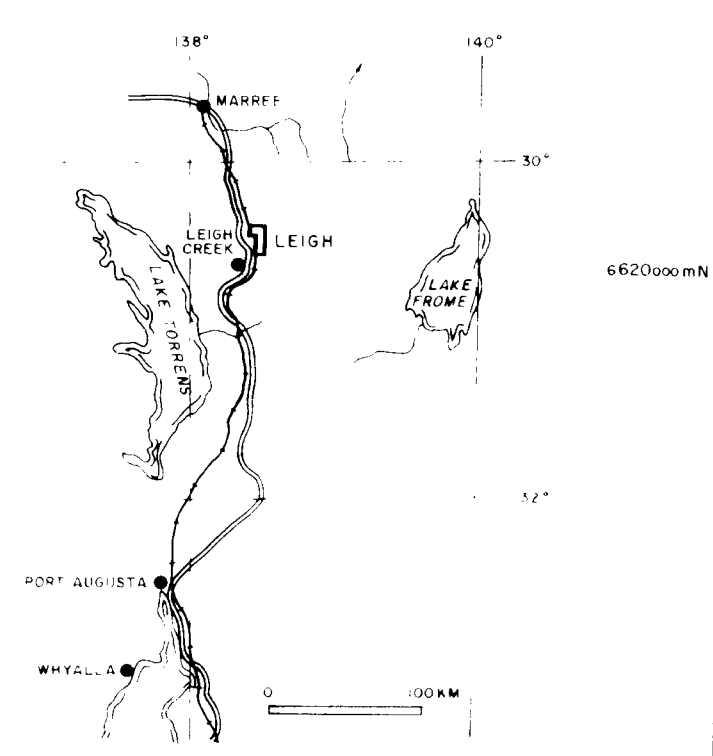 138°
140°
MARREE
30°
LEIGH
CREEK
LEIGH
LAKE TORRENS
LAKE
FROME
6620000mN
32°
PORT AUGUSTA
WHYALLA
0
100KM